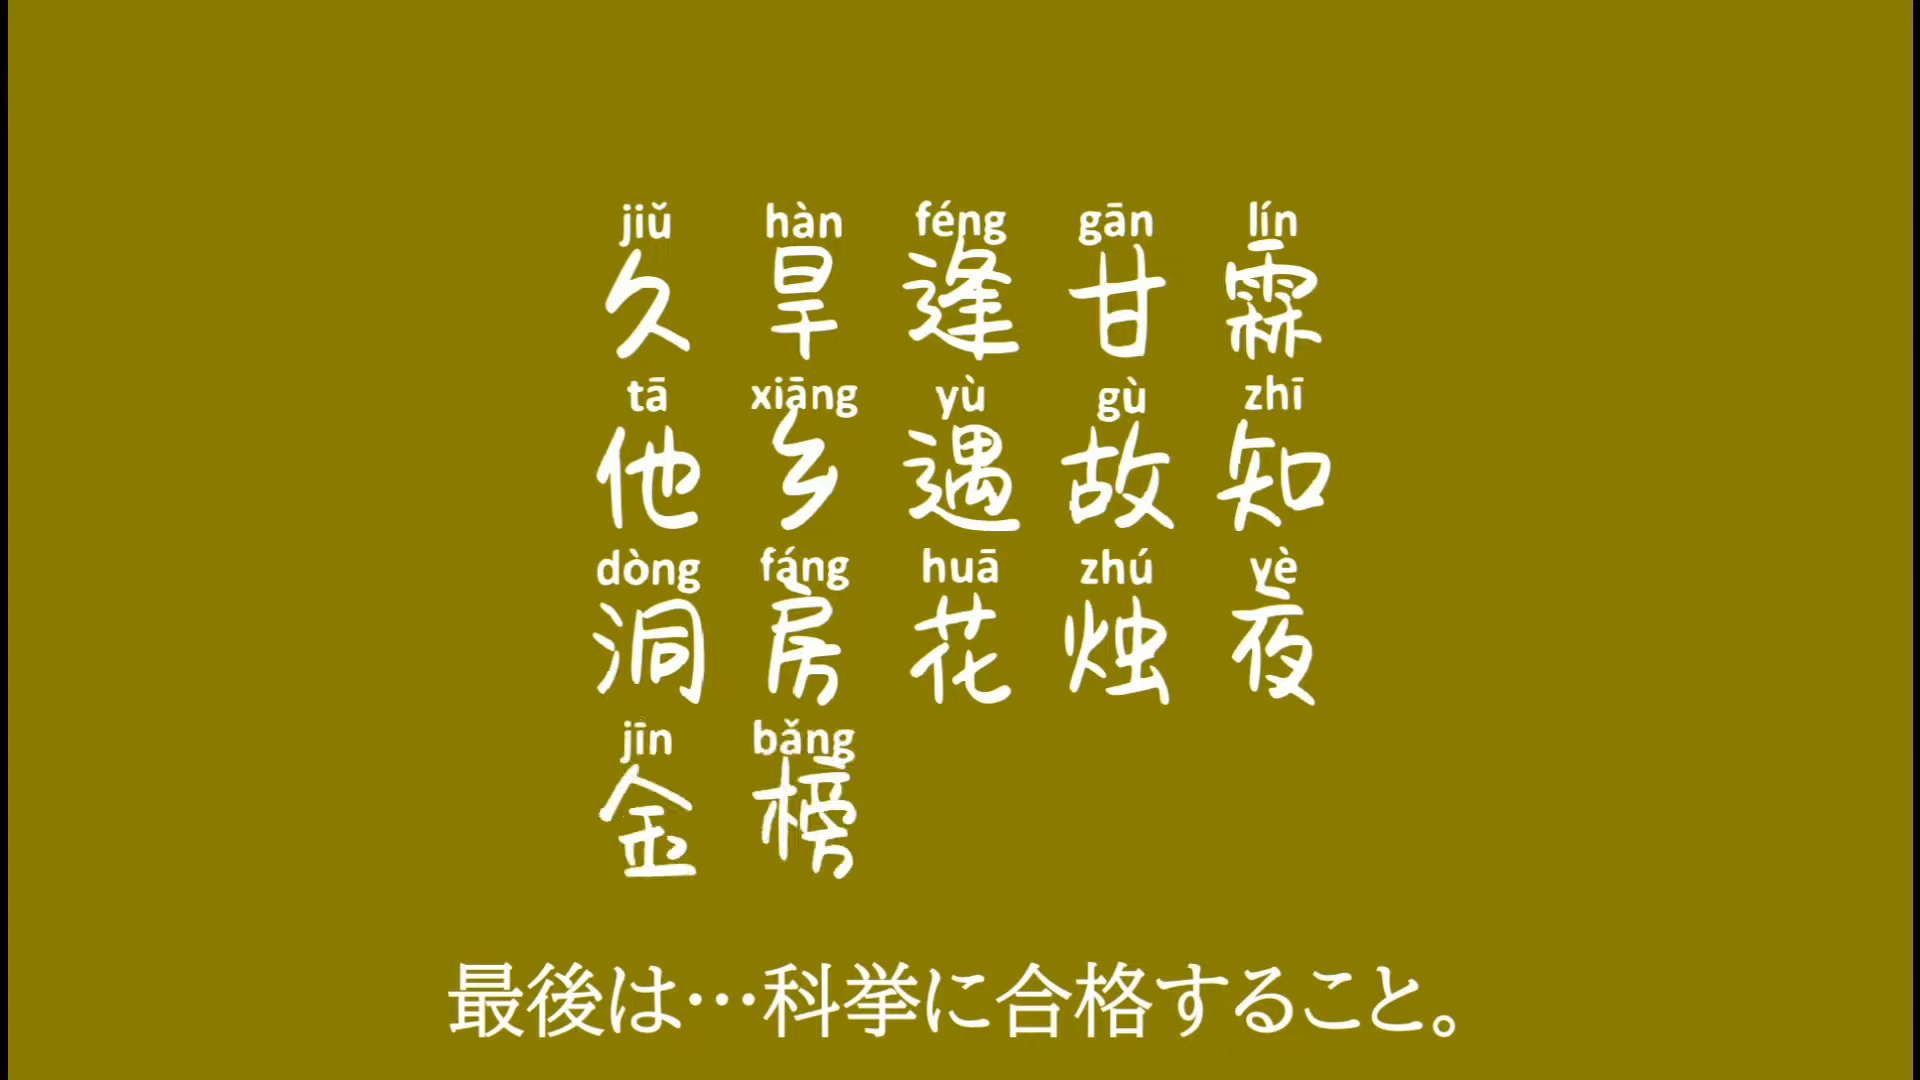 jiǔ hàn féng gān lín
久旱逢甘霖
tā xiāng yù gù zhī
他乡遇故知
dòng fáng huā zhú yè
洞房花烛夜
jīn bǎng
金榜
最後は…科挙に合格すること。